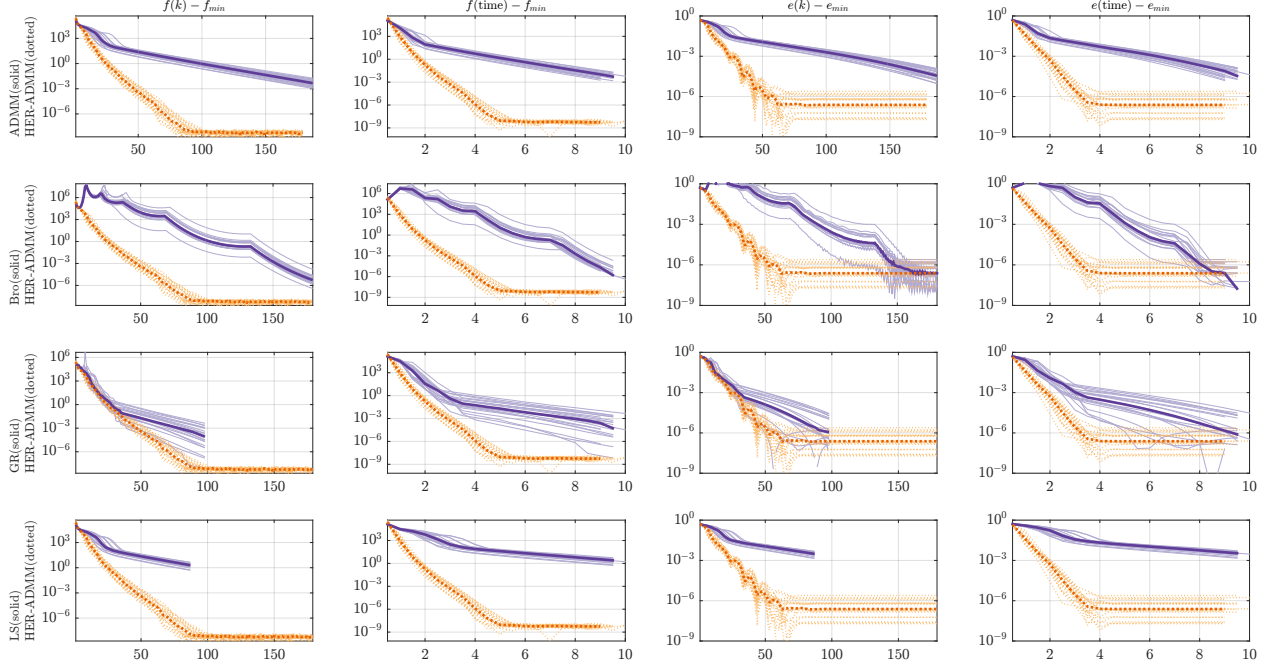 f(k) − f_min f(time) − f_min e(k) − e_min e(time) − e_min
ADMM(solid)
HER-ADMM(dotted)
10^3 10^0 10^-3 10^-6
50 100 150
10^3 10^0 10^-3 10^-6 10^-9
2 4 6 8 10
10^0 10^-3 10^-6 10^-9
50 100 150
10^0 10^-3 10^-6 10^-9
2 4 6 8 10
Bro(solid)
HER-ADMM(dotted)
10^6 10^3 10^0 10^-3 10^-6
50 100 150
10^6 10^3 10^0 10^-3 10^-6 10^-9
2 4 6 8 10
10^0 10^-3 10^-6 10^-9
50 100 150
10^0 10^-3 10^-6 10^-9
2 4 6 8 10
GR(solid)
HER-ADMM(dotted)
10^6 10^3 10^0 10^-3 10^-6
50 100 150
10^3 10^0 10^-3 10^-6 10^-9
2 4 6 8 10
10^0 10^-3 10^-6 10^-9
50 100 150
10^0 10^-3 10^-6 10^-9
2 4 6 8 10
LS(solid)
HER-ADMM(dotted)
10^3 10^0 10^-3 10^-6
50 100 150
10^3 10^0 10^-3 10^-6 10^-9
2 4 6 8 10
10^0 10^-3 10^-6 10^-9
50 100 150
10^0 10^-3 10^-6 10^-9
2 4 6 8 10